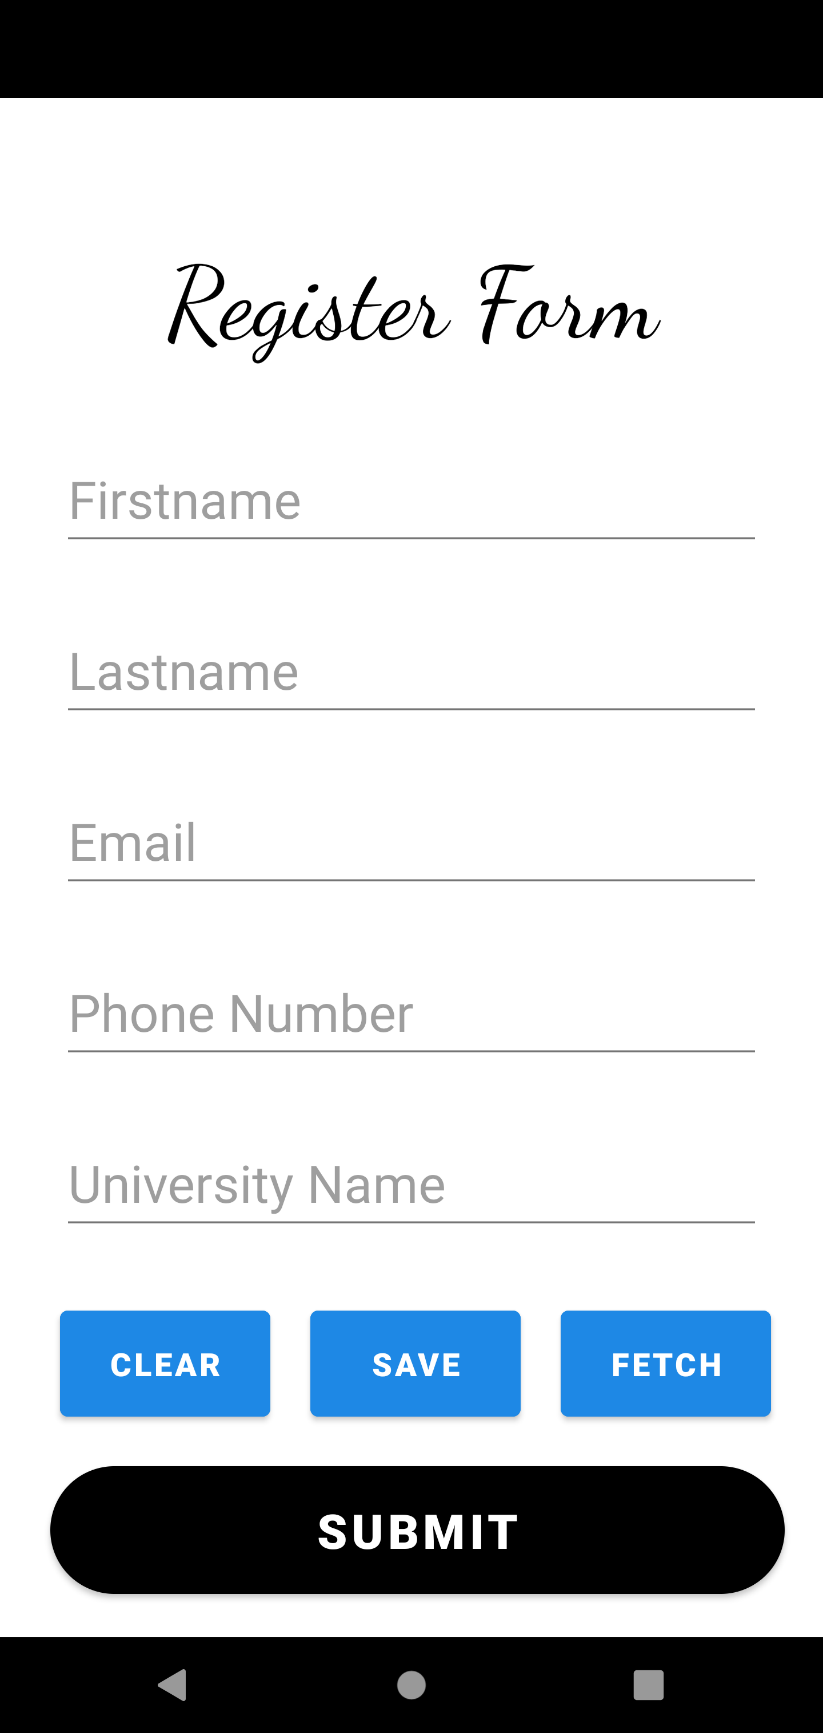 Register Form
Firstname
Lastname
Email
Phone Number
University Name
CLEAR SAVE FETCH
SUBMIT